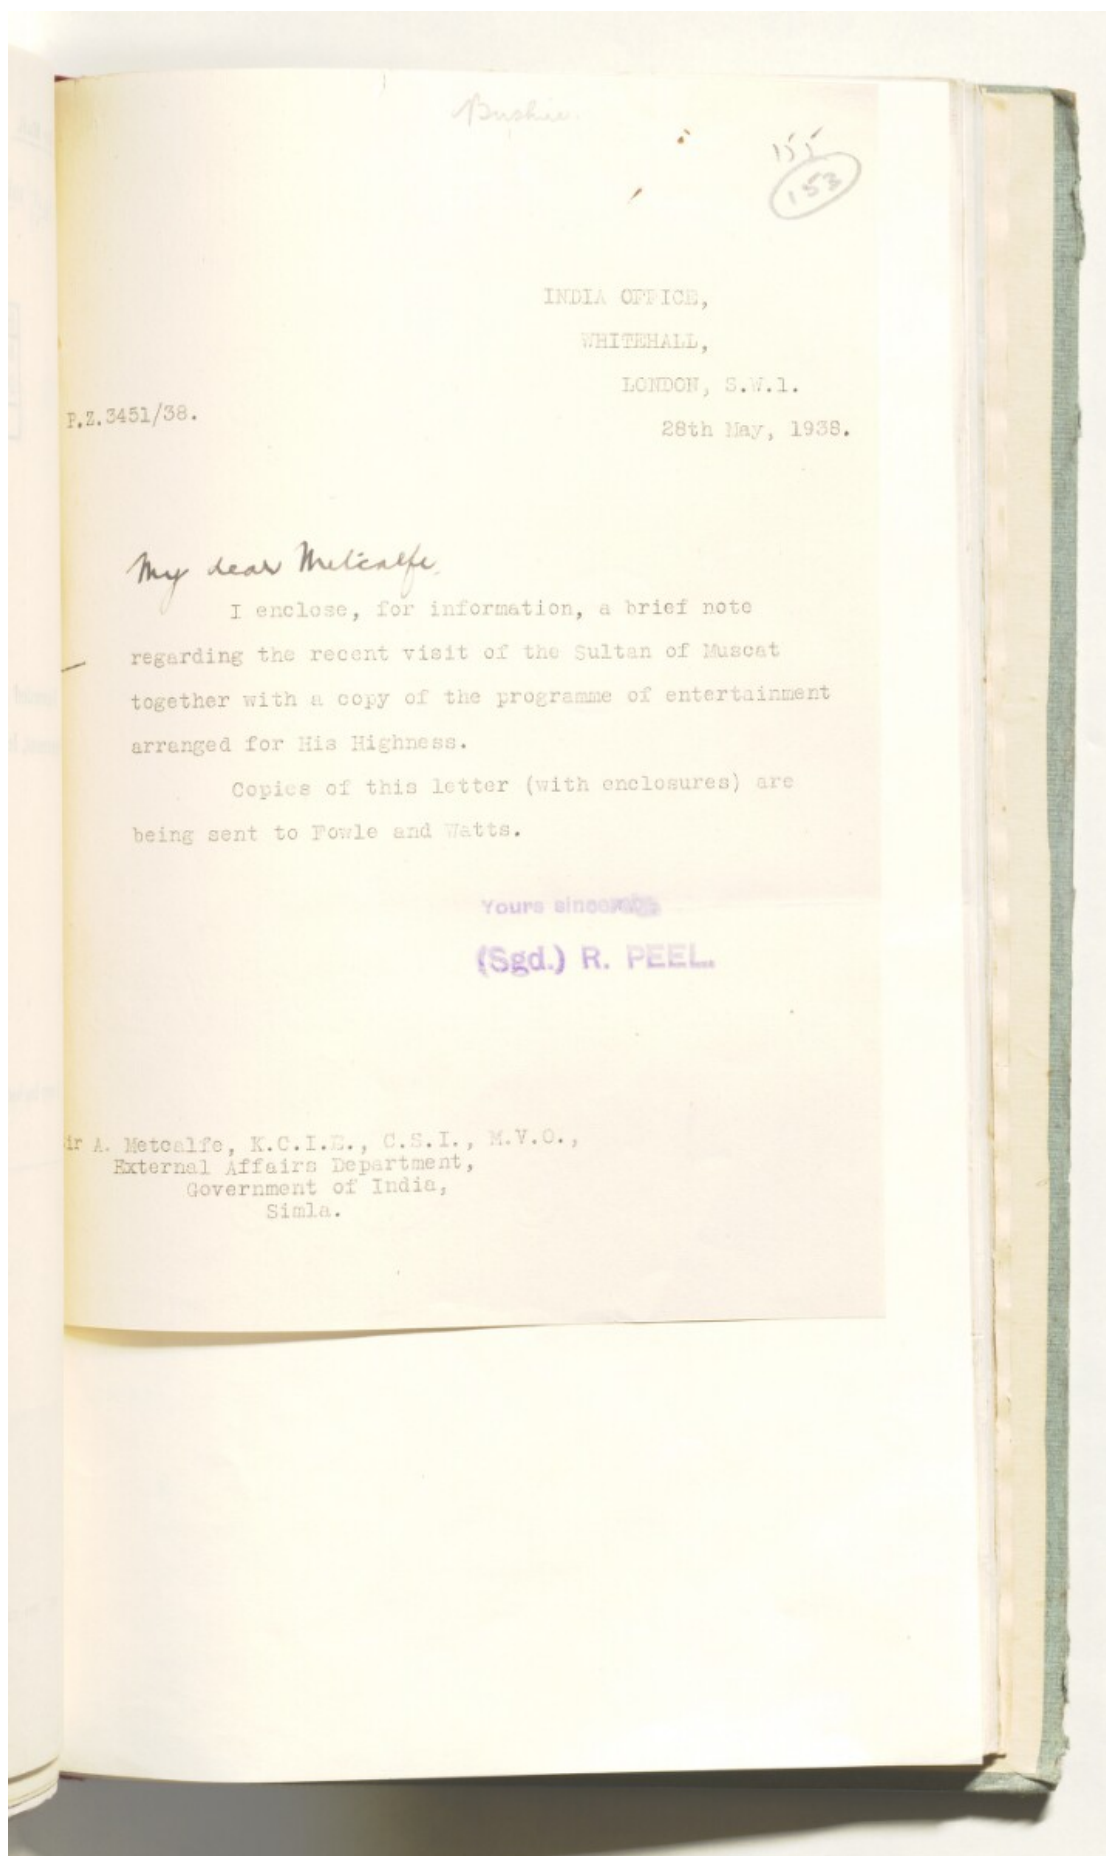 Bushire.
155
153
INDIA OFFICE,
WHITEHALL,
LONDON, S.W.1.
P.Z.3451/38.
28th May, 1938.
My dear Metcalfe
I enclose, for information, a brief note
regarding the recent visit of the Sultan of Muscat
together with a copy of the programme of entertainment
arranged for His Highness.
Copies of this letter (with enclosures) are
being sent to Fowle and Watts.
Yours sincerely
(Sgd.) R. PEEL.
ir A. Metcalfe, K.C.I.E., C.S.I., M.V.O.,
External Affairs Department,
Government of India,
Simla.